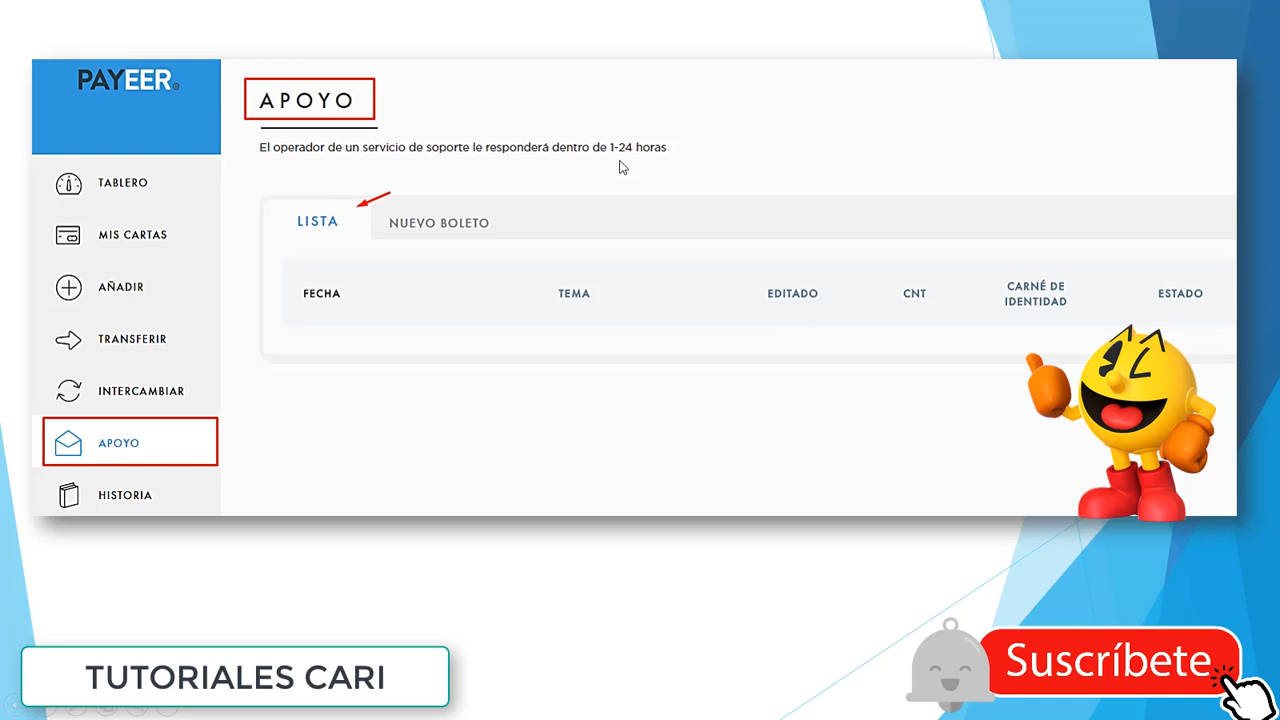 PAYEER
APOYO
El operador de un servicio de soporte le responderá dentro de 1-24 horas
TABLERO
MIS CARTAS
AÑADIR
TRANSFERIR
INTERCAMBIAR
APOYO
HISTORIA
LISTA
NUEVO BOLETO
FECHA
TEMA
EDITADO
CNT
CARNÉ DE
IDENTIDAD
ESTADO
TUTORIALES CARI
Suscríbete